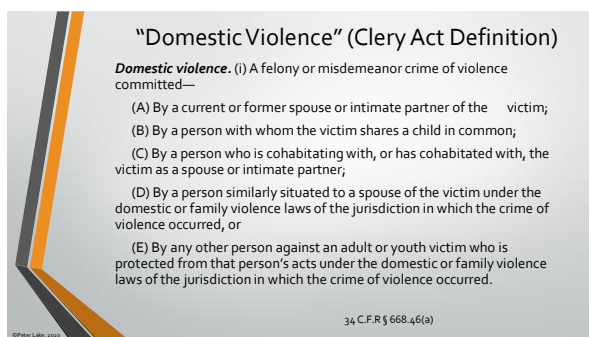 “Domestic Violence” (Clery Act Definition)
Domestic violence. (i) A felony or misdemeanor crime of violence
committed—
(A) By a current or former spouse or intimate partner of the victim;
(B) By a person with whom the victim shares a child in common;
(C) By a person who is cohabitating with, or has cohabitated with, the
victim as a spouse or intimate partner;
(D) By a person similarly situated to a spouse of the victim under the
domestic or family violence laws of the jurisdiction in which the crime of
violence occurred, or
(E) By any other person against an adult or youth victim who is
protected from that person’s acts under the domestic or family violence
laws of the jurisdiction in which the crime of violence occurred.
34 C.F.R § 668.46(a)
©Peter Lake, 2020